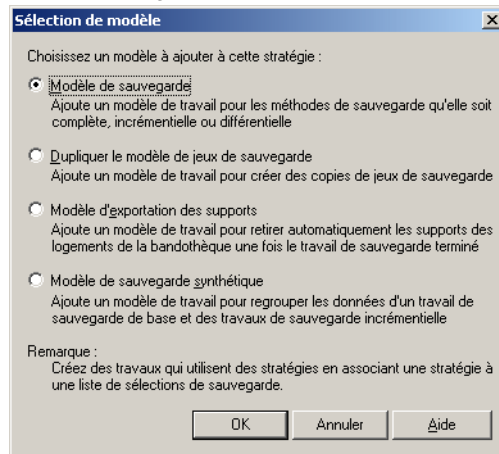 Sélection de modèle
Choisissez un modèle à ajouter à cette stratégie :
Modèle de sauvegarde
Ajoute un modèle de travail pour les méthodes de sauvegarde qu'elle soit
complète, incrémentielle ou différentielle
Dupliquer le modèle de jeux de sauvegarde
Ajoute un modèle de travail pour créer des copies de jeux de sauvegarde
Modèle d'exportation des supports
Ajoute un modèle de travail pour retirer automatiquement les supports des
logements de la bandothèque une fois le travail de sauvegarde terminé
Modèle de sauvegarde synthétique
Ajoute un modèle de travail pour regrouper les données d'un travail de
sauvegarde de base et des travaux de sauvegarde incrémentielle
Remarque :
Créez des travaux qui utilisent des stratégies en associant une stratégie à
une liste de sélections de sauvegarde.
OK Annuler Aide